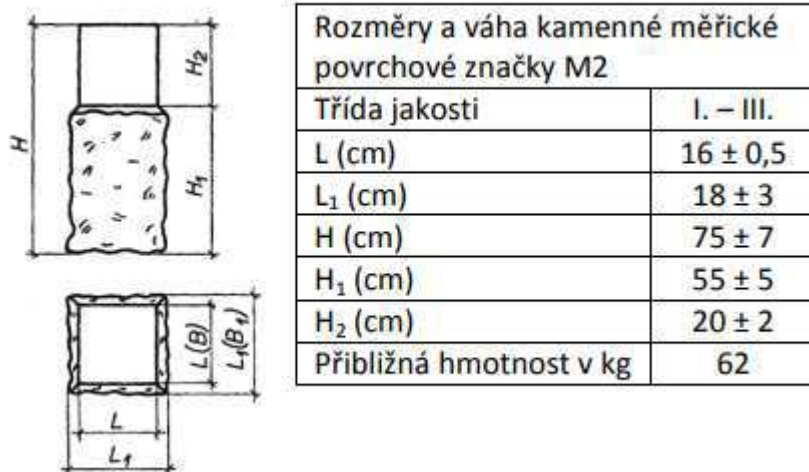 H
H₂
H₁
L(B)
L₁(B₁)
L
L₁
Rozměry a váha kamenné měřické
povrchové značky M2
Třída jakosti I. – III.
L (cm) 16 ± 0,5
L₁ (cm) 18 ± 3
H (cm) 75 ± 7
H₁ (cm) 55 ± 5
H₂ (cm) 20 ± 2
Přibližná hmotnost v kg 62